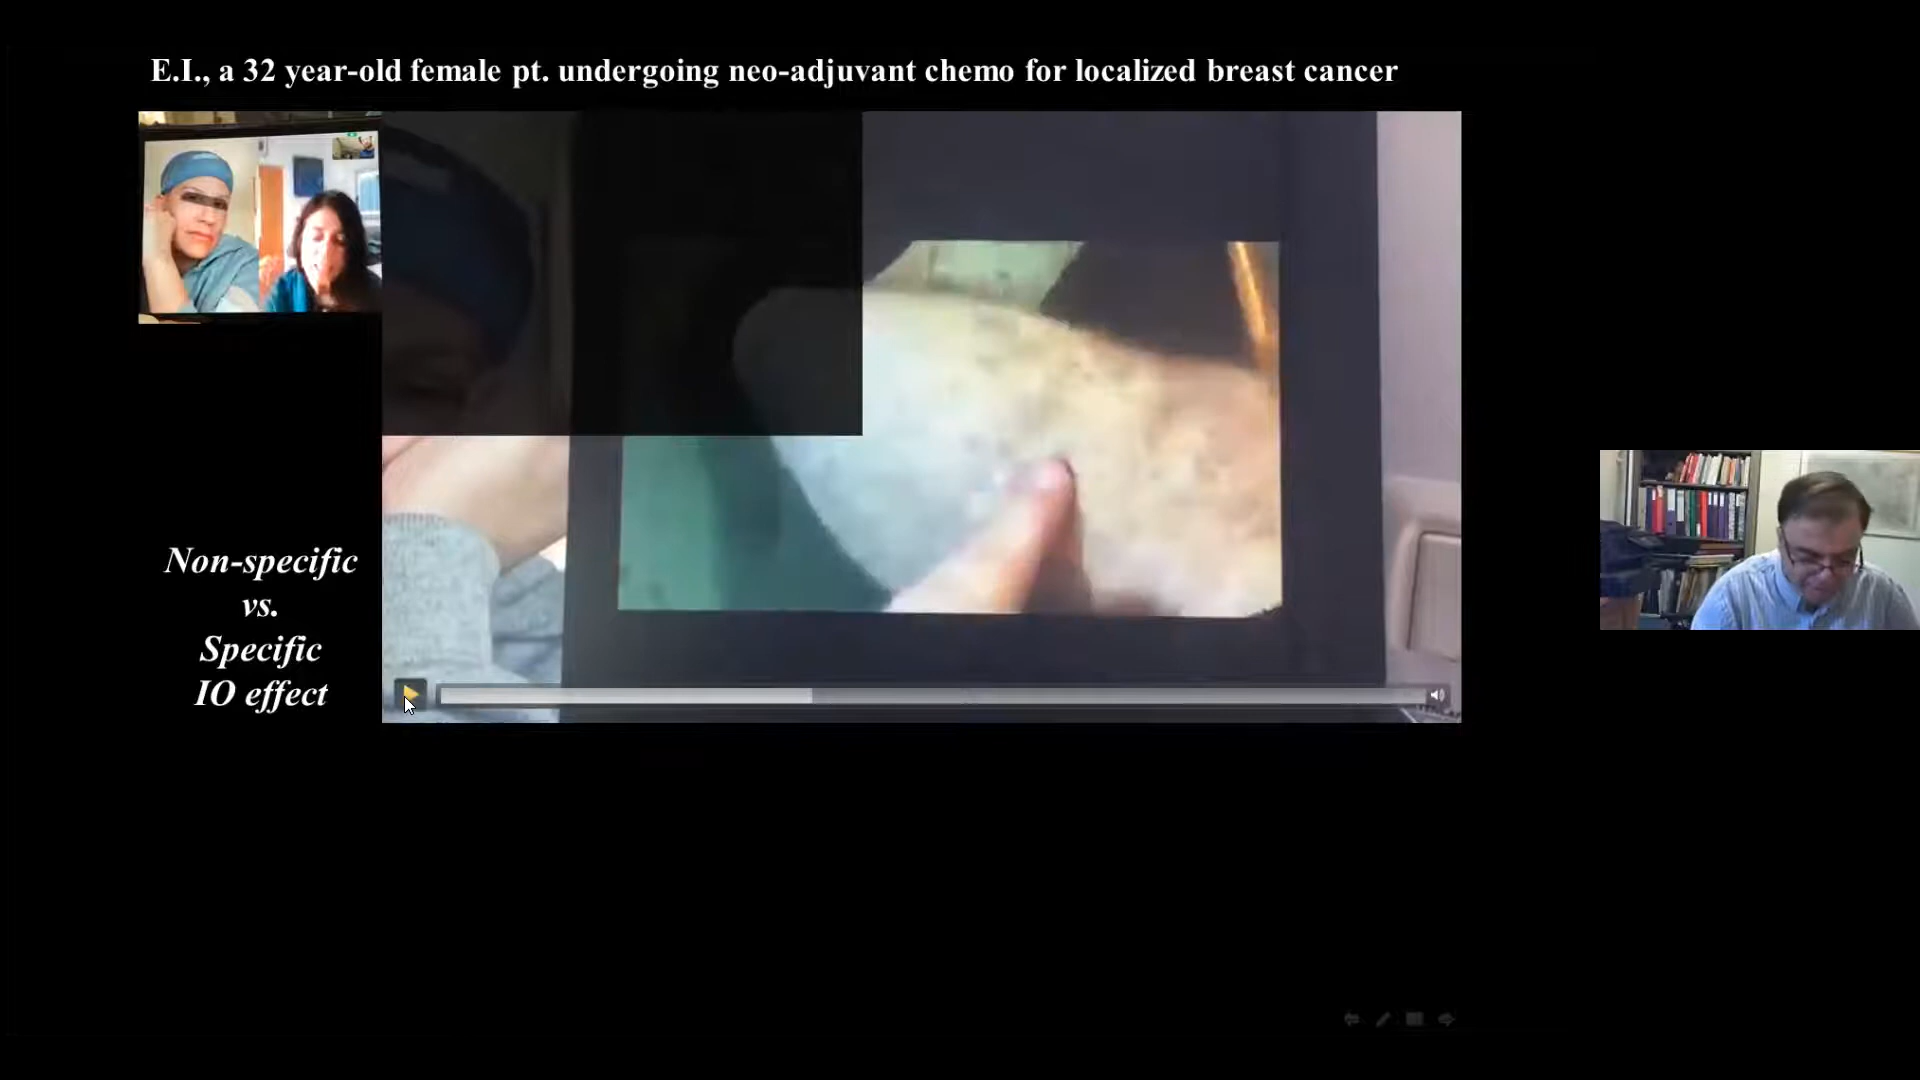 E.I., a 32 year-old female pt. undergoing neo-adjuvant chemo for localized breast cancer
Non-specific
vs.
Specific
IO effect